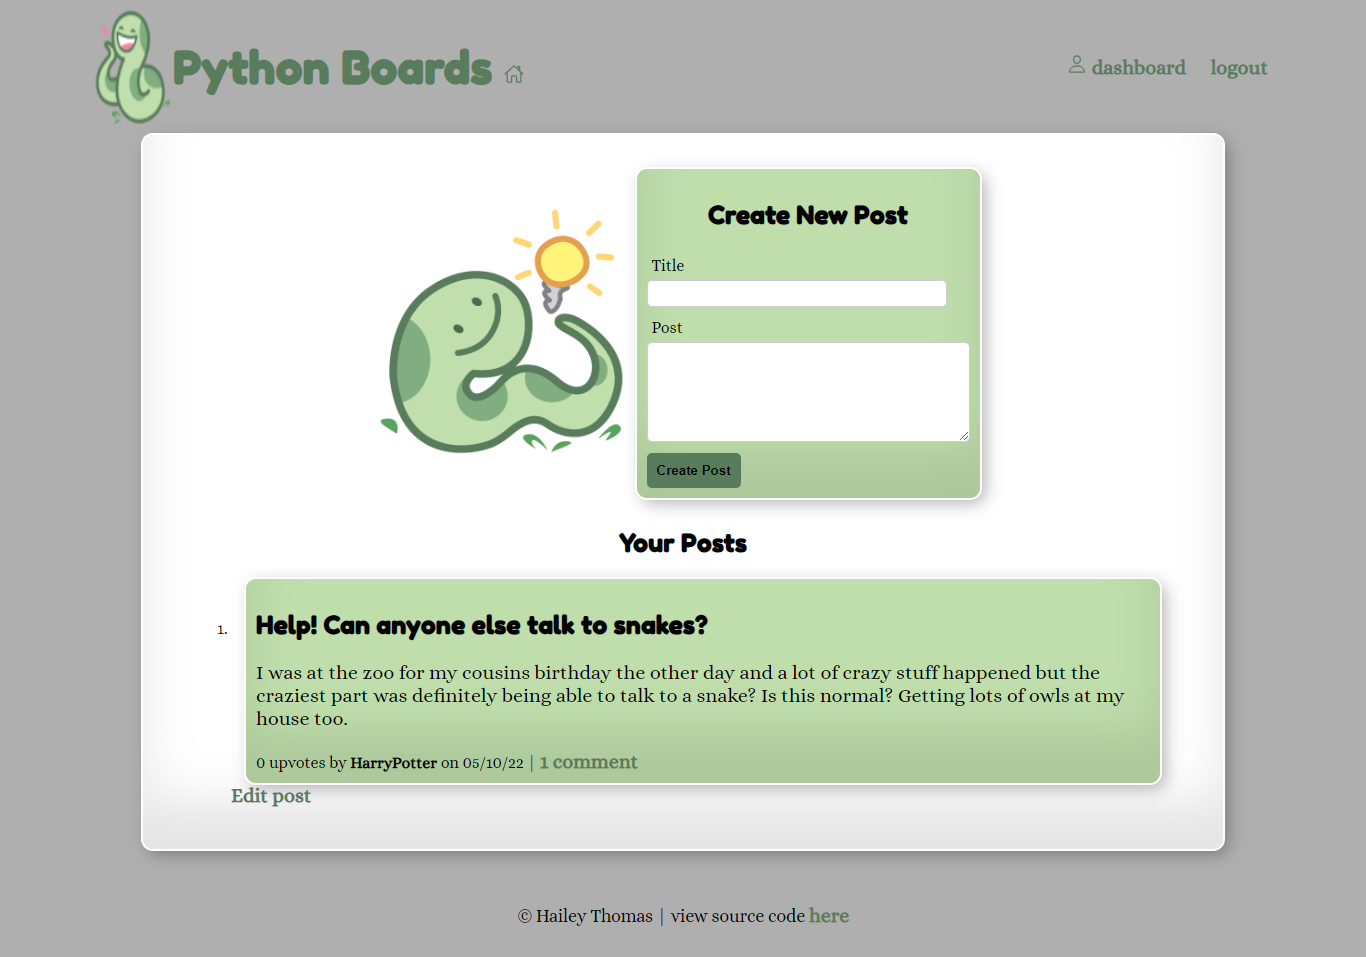 Python Boards
dashboard logout
Create New Post
Title
Post
Create Post
Your Posts
1. Help! Can anyone else talk to snakes?
I was at the zoo for my cousins birthday the other day and a lot of crazy stuff happened but the
craziest part was definitely being able to talk to a snake? Is this normal? Getting lots of owls at my
house too.
0 upvotes by HarryPotter on 05/10/22 | 1 comment
Edit post
© Hailey Thomas | view source code here